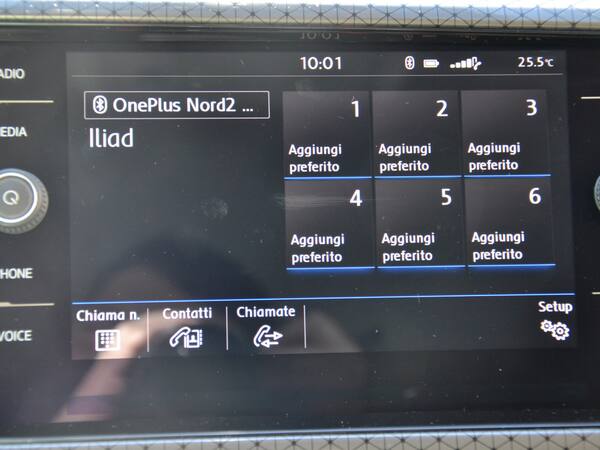 10:01
25.5°C
OnePlus Nord2 ...
Iliad
1
2
3
Aggiungi preferito
Aggiungi preferito
Aggiungi preferito
4
5
6
Aggiungi preferito
Aggiungi preferito
Aggiungi preferito
Chiama n.
Contatti
Chiamate
Setup
ADIO
EDIA
HONE
VOICE